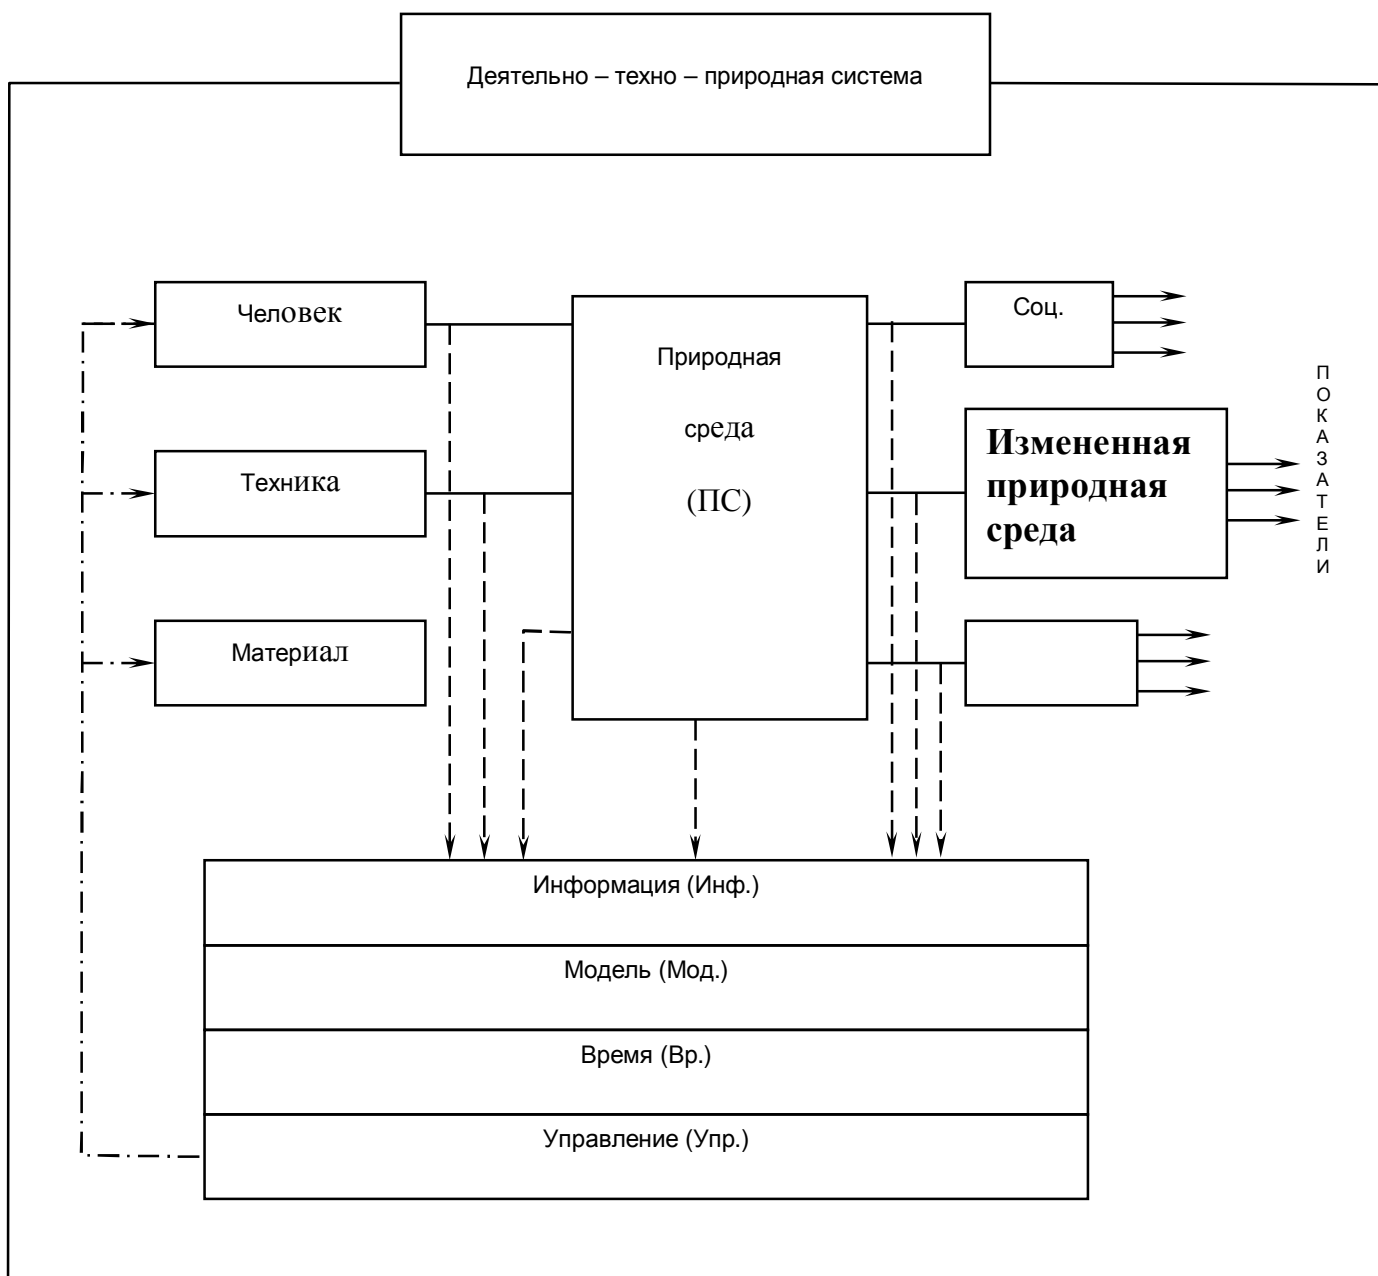 Деятельно – техно – природная система
Человек
Природная
среда
(ПС)
Соц.
Техника
Измененная
природная
среда
Материал
ПОКАЗАТЕЛИ
Информация (Инф.)
Модель (Мод.)
Время (Вр.)
Управление (Упр.)